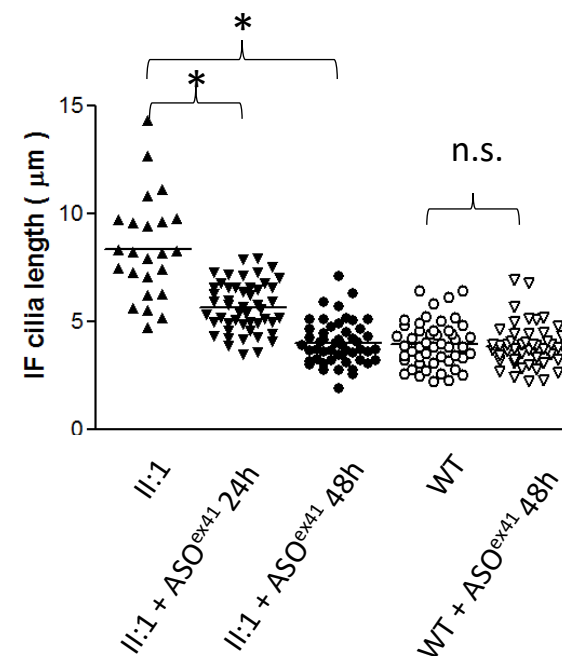 *
*
n.s.
15
10
5
0
IF cilia length ( μm)
II:1
II:1 + ASO^ex41 24h
II:1 + ASO^ex41 48h
WT
WT + ASO^ex41 48h